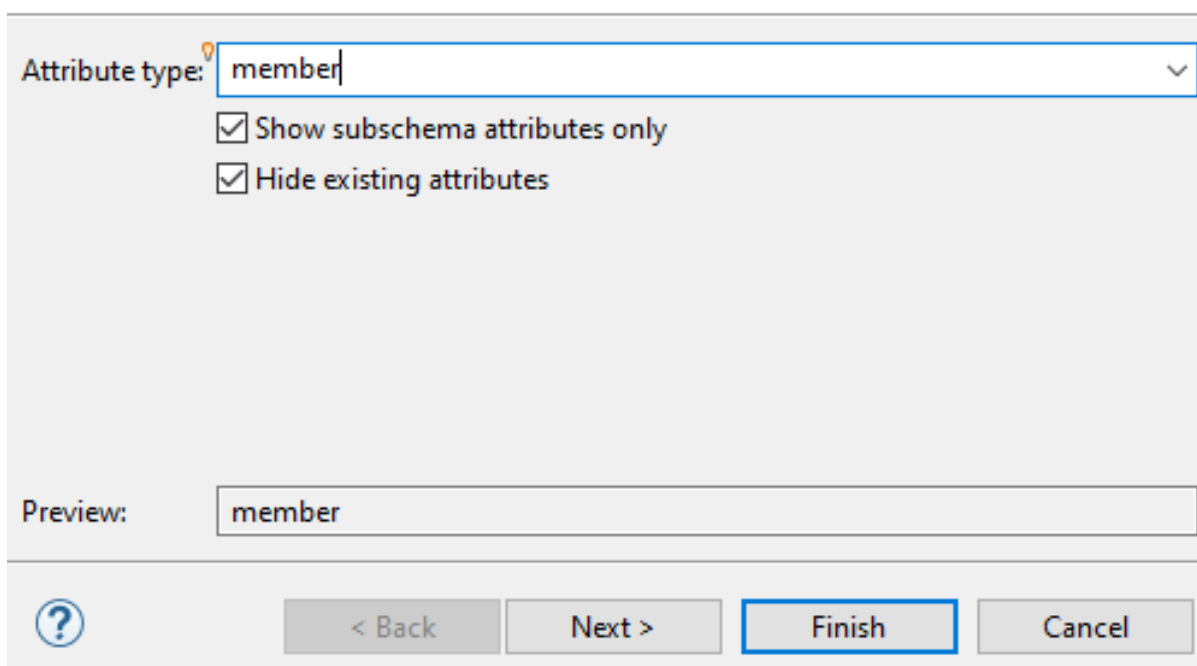 Attribute type: member
Show subschema attributes only
Hide existing attributes
Preview: member
? < Back Next > Finish Cancel